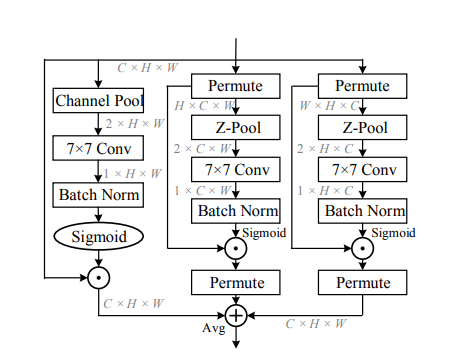 C × H × W
Permute
Permute
H × C × W
W × H × C
Channel Pool
Z-Pool
Z-Pool
2 × H × W
2 × C × W
2 × H × C
7×7 Conv
7×7 Conv
7×7 Conv
1 × H × W
1 × C × W
1 × H × C
Batch Norm
Batch Norm
Batch Norm
Sigmoid
Sigmoid
Sigmoid
Permute
Permute
C × H × W
Avg
C × H × W